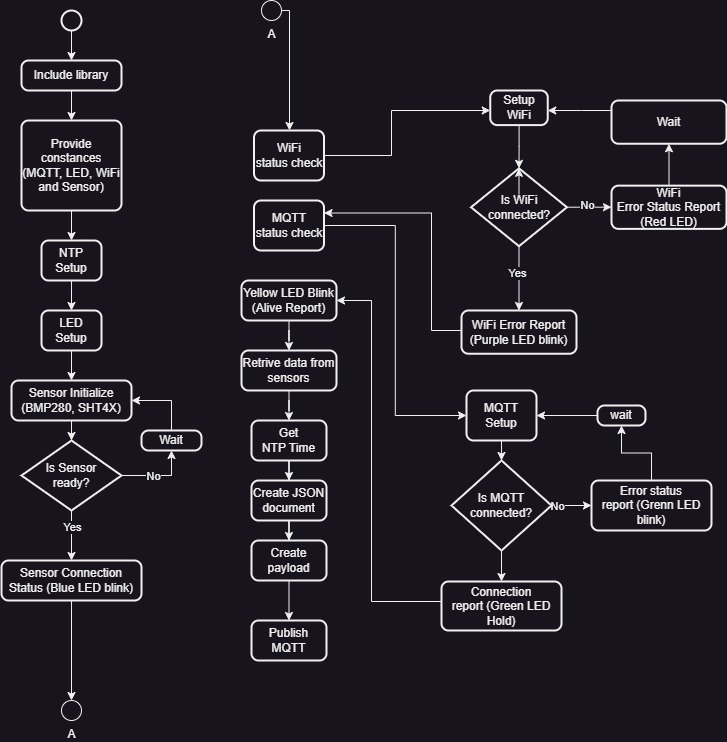 Include library
Provide
constances
(MQTT, LED, WiFi
and Sensor)
NTP
Setup
LED
Setup
Sensor Initialize
(BMP280, SHT4X)
Wait
Is Sensor
ready?
No
Yes
Sensor Connection
Status (Blue LED blink)
A
A
WiFi
status check
MQTT
status check
Yellow LED Blink
(Alive Report)
Retrive data from
sensors
Get
NTP Time
Create JSON
document
Create
payload
Publish
MQTT
Setup
WiFi
Wait
Is WiFi
connected?
No
WiFi
Error Status Report
(Red LED)
Yes
WiFi Error Report
(Purple LED blink)
MQTT
Setup
wait
Is MQTT
connected?
No
Error status
report (Grenn LED
blink)
Connection
report (Green LED
Hold)